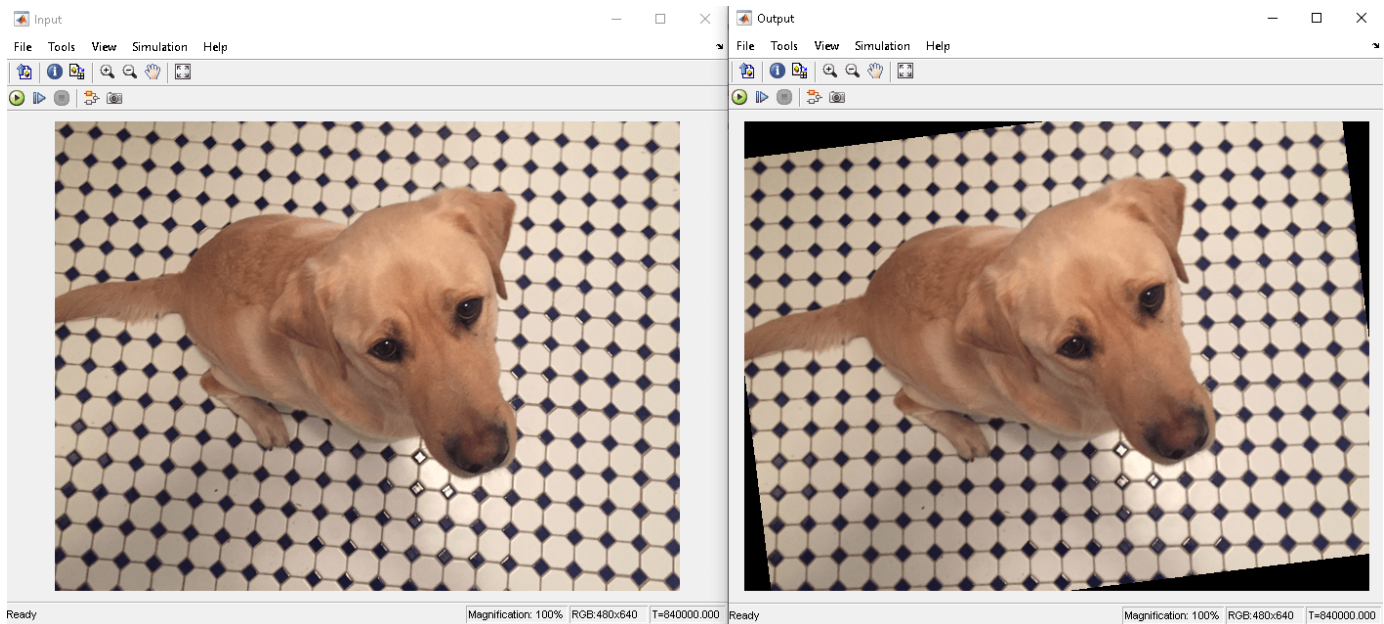 Input
File Tools View Simulation Help
Ready
Magnification: 100% RGB:480x640 T=840000.000
Output
File Tools View Simulation Help
Ready
Magnification: 100% RGB:480x640 T=840000.000